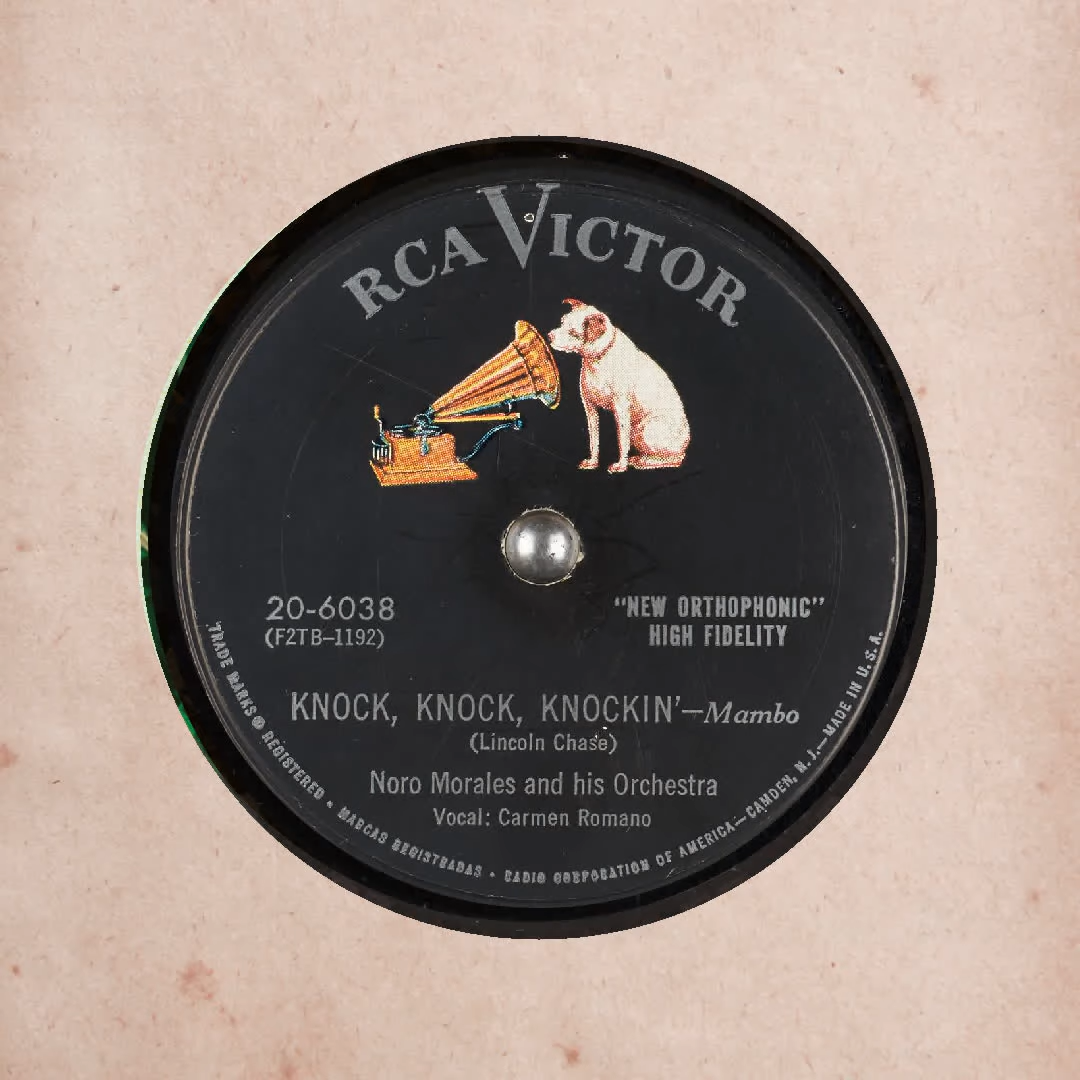 RCA VICTOR
20-6038
(F2TB–1192)
"NEW ORTHOPHONIC"
HIGH FIDELITY
KNOCK, KNOCK, KNOCKIN'—Mambo
(Lincoln Chase)
Noro Morales and his Orchestra
Vocal: Carmen Romano
TRADE MARKS ® REGISTERED • MARCAS REGISTRADAS • RADIO CORPORATION OF AMERICA—CAMDEN, N. J.—MADE IN U. S. A.